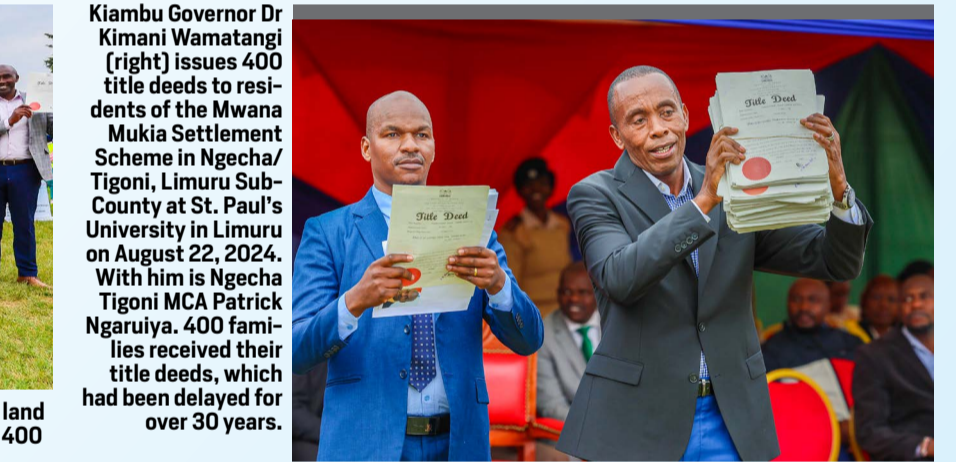 Kiambu Governor Dr
Kimani Wamatangi
(right) issues 400
title deeds to resi-
dents of the Mwana
Mukia Settlement
Scheme in Ngecha/
Tigoni, Limuru Sub-
County at St. Paul's
University in Limuru
on August 22, 2024.
With him is Ngecha
Tigoni MCA Patrick
Ngaruiya. 400 fami-
lies received their
title deeds, which
had been delayed for
over 30 years.
land
400
Title Deed
Title Deed